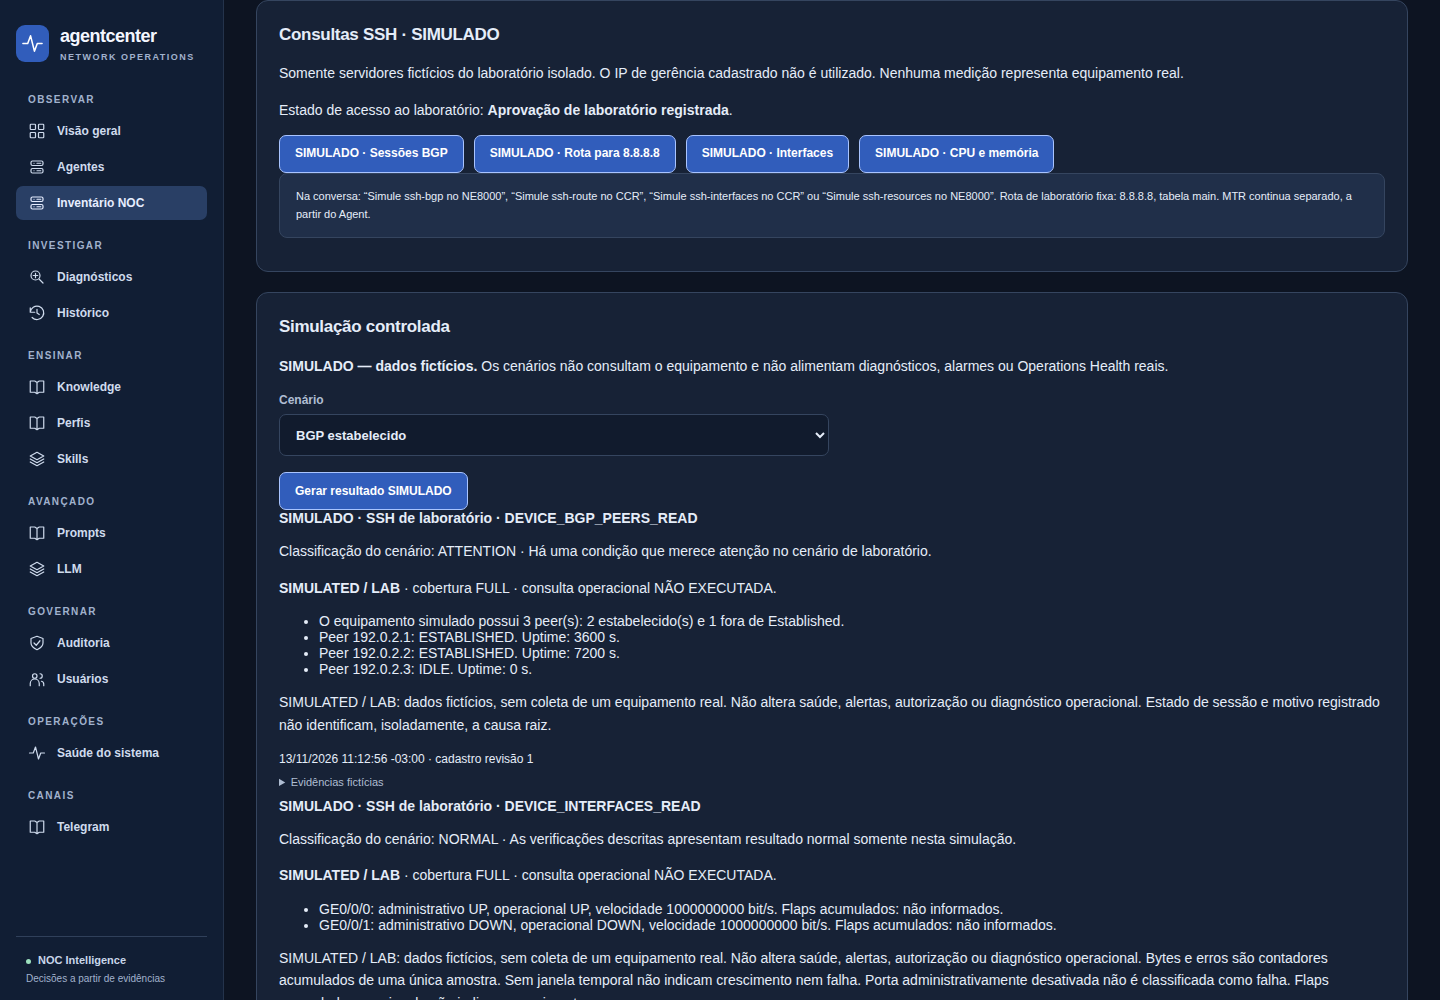 agentcenter
NETWORK OPERATIONS
OBSERVAR
Visão geral
Agentes
Inventário NOC
INVESTIGAR
Diagnósticos
Histórico
ENSINAR
Knowledge
Perfis
Skills
AVANÇADO
Prompts
LLM
GOVERNAR
Auditoria
Usuários
OPERAÇÕES
Saúde do sistema
CANAIS
Telegram
NOC Intelligence
Decisões a partir de evidências
Consultas SSH · SIMULADO
Somente servidores fictícios do laboratório isolado. O IP de gerência cadastrado não é utilizado. Nenhuma medição representa equipamento real.
Estado de acesso ao laboratório: Aprovação de laboratório registrada.
SIMULADO · Sessões BGP
SIMULADO · Rota para 8.8.8.8
SIMULADO · Interfaces
SIMULADO · CPU e memória
Na conversa: “Simule ssh-bgp no NE8000”, “Simule ssh-route no CCR”, “Simule ssh-interfaces no CCR” ou “Simule ssh-resources no NE8000”. Rota de laboratório fixa: 8.8.8.8, tabela main. MTR continua separado, a
partir do Agent.
Simulação controlada
SIMULADO — dados fictícios. Os cenários não consultam o equipamento e não alimentam diagnósticos, alarmes ou Operations Health reais.
Cenário
BGP estabelecido
Gerar resultado SIMULADO
SIMULADO · SSH de laboratório · DEVICE_BGP_PEERS_READ
Classificação do cenário: ATTENTION · Há uma condição que merece atenção no cenário de laboratório.
SIMULATED / LAB · cobertura FULL · consulta operacional NÃO EXECUTADA.
O equipamento simulado possui 3 peer(s): 2 estabelecido(s) e 1 fora de Established.
Peer 192.0.2.1: ESTABLISHED. Uptime: 3600 s.
Peer 192.0.2.2: ESTABLISHED. Uptime: 7200 s.
Peer 192.0.2.3: IDLE. Uptime: 0 s.
SIMULATED / LAB: dados fictícios, sem coleta de um equipamento real. Não altera saúde, alertas, autorização ou diagnóstico operacional. Estado de sessão e motivo registrado
não identificam, isoladamente, a causa raiz.
13/11/2026 11:12:56 -03:00 · cadastro revisão 1
Evidências fictícias
SIMULADO · SSH de laboratório · DEVICE_INTERFACES_READ
Classificação do cenário: NORMAL · As verificações descritas apresentam resultado normal somente nesta simulação.
SIMULATED / LAB · cobertura FULL · consulta operacional NÃO EXECUTADA.
GE0/0/0: administrativo UP, operacional UP, velocidade 1000000000 bit/s. Flaps acumulados: não informados.
GE0/0/1: administrativo DOWN, operacional DOWN, velocidade 1000000000 bit/s. Flaps acumulados: não informados.
SIMULATED / LAB: dados fictícios, sem coleta de um equipamento real. Não altera saúde, alertas, autorização ou diagnóstico operacional. Bytes e erros são contadores
acumulados de uma única amostra. Sem janela temporal não indicam crescimento nem falha. Porta administrativamente desativada não é classificada como falha. Flaps